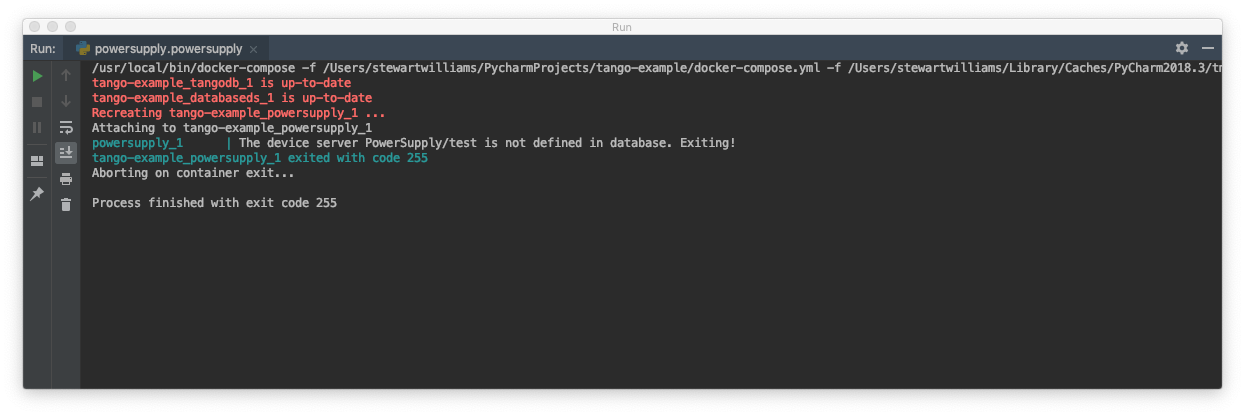 Run
Run: powersupply.powersupply
/usr/local/bin/docker-compose -f /Users/stewartwilliams/PycharmProjects/tango-example/docker-compose.yml -f /Users/stewartwilliams/Library/Caches/PyCharm2018.3/tm
tango-example_tangodb_1 is up-to-date
tango-example_databaseds_1 is up-to-date
Recreating tango-example_powersupply_1 ...
Attaching to tango-example_powersupply_1
powersupply_1 | The device server PowerSupply/test is not defined in database. Exiting!
tango-example_powersupply_1 exited with code 255
Aborting on container exit...
Process finished with exit code 255